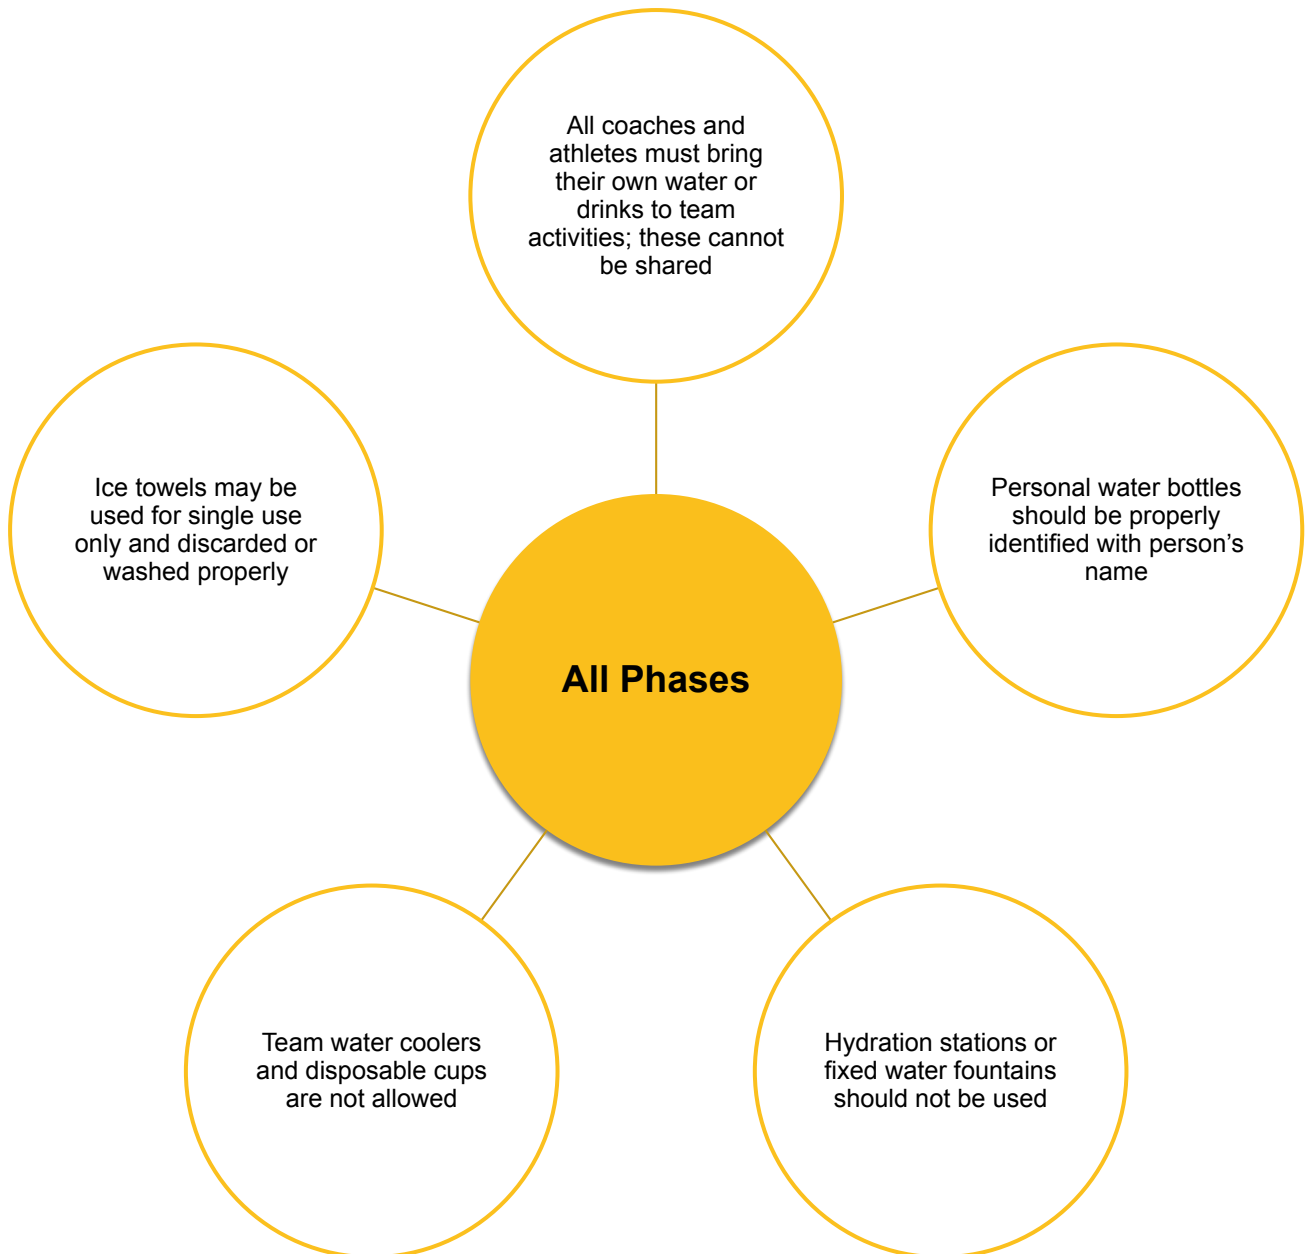 All coaches and
athletes must bring
their own water or
drinks to team
activities; these cannot
be shared
Ice towels may be
used for single use
only and discarded or
washed properly
Personal water bottles
should be properly
identified with person’s
name
All Phases
Team water coolers
and disposable cups
are not allowed
Hydration stations or
fixed water fountains
should not be used